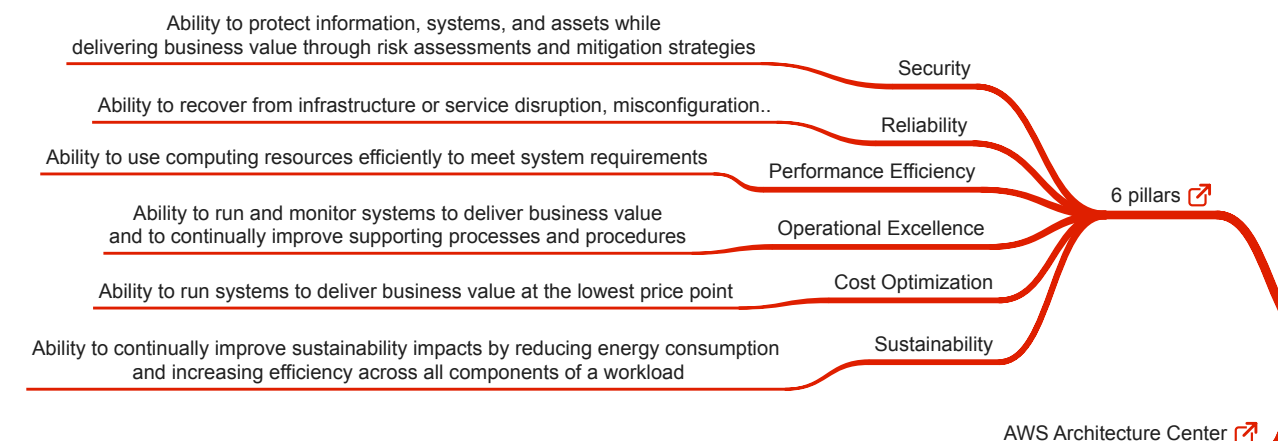 Ability to protect information, systems, and assets while
delivering business value through risk assessments and mitigation strategies
Security
Ability to recover from infrastructure or service disruption, misconfiguration..
Reliability
Ability to use computing resources efficiently to meet system requirements
Performance Efficiency
6 pillars
Ability to run and monitor systems to deliver business value
and to continually improve supporting processes and procedures
Operational Excellence
Ability to run systems to deliver business value at the lowest price point
Cost Optimization
Ability to continually improve sustainability impacts by reducing energy consumption
and increasing efficiency across all components of a workload
Sustainability
AWS Architecture Center